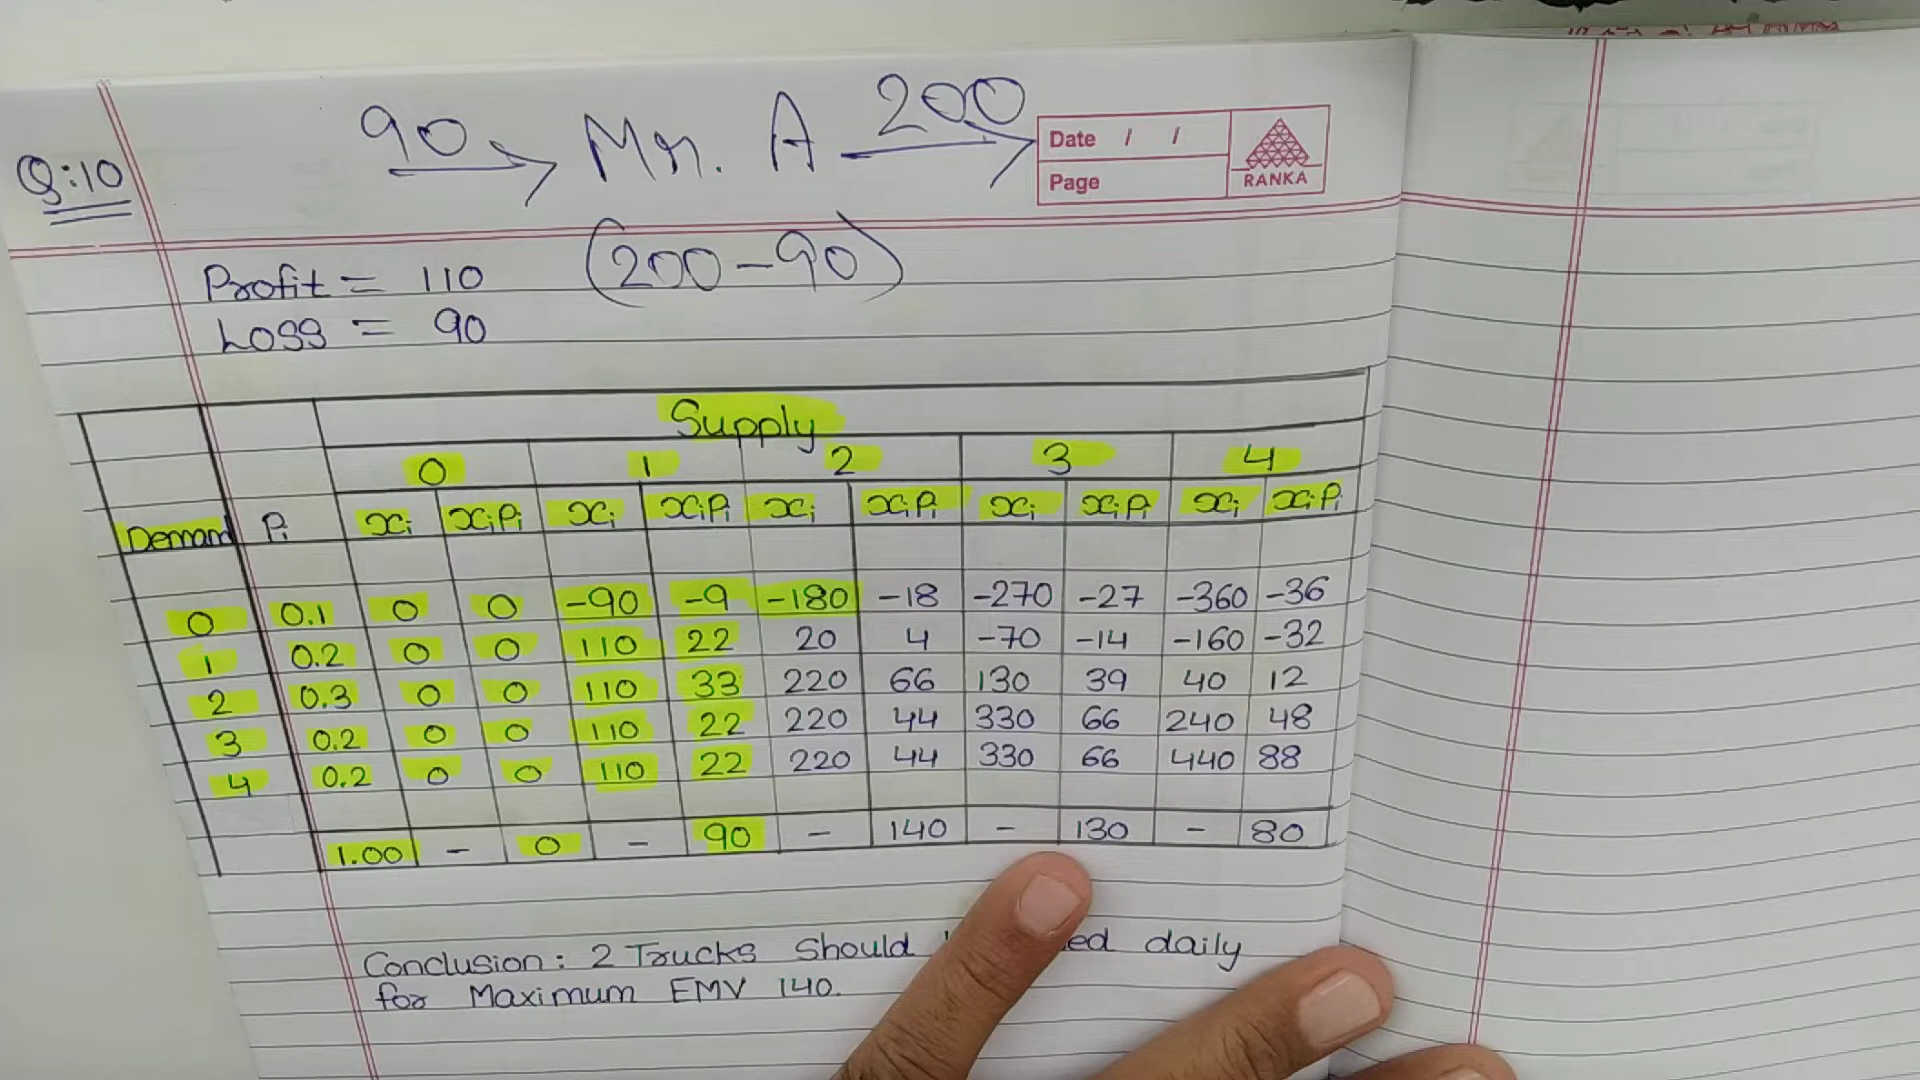 90 Mr. A 200
Date / /
Page
RANKA
Q:10
Profit = 110 (200-90)
Loss = 90
Supply
0 1 2 3 4
Demand Pi xi xiPi xi xiPi xi xiPi xi xiPi xi xiPi
0 0.1 0 0 -90 -9 -180 -18 -270 -27 -360 -36
1 0.2 0 0 110 22 20 4 -70 -14 -160 -32
2 0.3 0 0 110 33 220 66 130 39 40 12
3 0.2 0 0 110 22 220 44 330 66 240 48
4 0.2 0 0 110 22 220 44 330 66 440 88
1.00 - 0 - 90 - 140 - 130 - 80
Conclusion: 2 Trucks Should daily
for Maximum EMV 140.